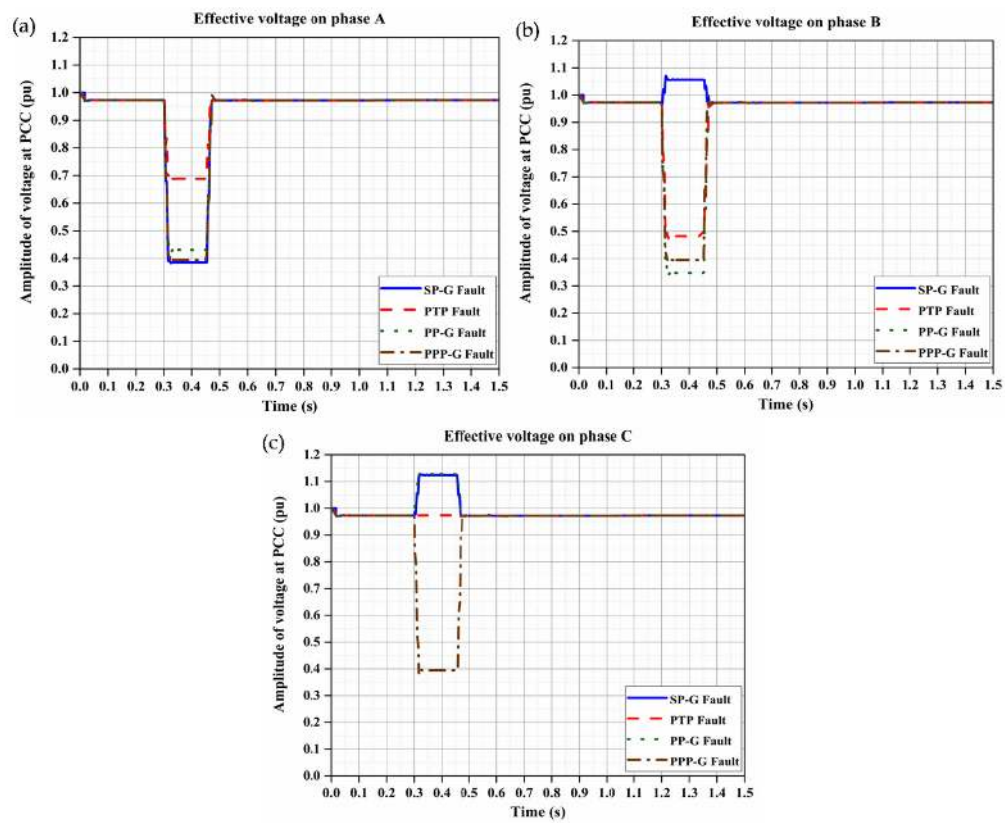 (a)
Effective voltage on phase A
Amplitude of voltage at PCC (pu)
1.2
1.1
1.0
0.9
0.8
0.7
0.6
0.5
0.4
0.3
0.2
0.1
0.0
SP-G Fault
PTP Fault
PP-G Fault
PPP-G Fault
0.0 0.1 0.2 0.3 0.4 0.5 0.6 0.7 0.8 0.9 1.0 1.1 1.2 1.3 1.4 1.5
Time (s)
(b)
Effective voltage on phase B
Amplitude of voltage at PCC (pu)
1.2
1.1
1.0
0.9
0.8
0.7
0.6
0.5
0.4
0.3
0.2
0.1
0.0
SP-G Fault
PTP Fault
PP-G Fault
PPP-G Fault
0.0 0.1 0.2 0.3 0.4 0.5 0.6 0.7 0.8 0.9 1.0 1.1 1.2 1.3 1.4 1.5
Time (s)
(c)
Effective voltage on phase C
Amplitude of voltage at PCC (pu)
1.2
1.1
1.0
0.9
0.8
0.7
0.6
0.5
0.4
0.3
0.2
0.1
0.0
SP-G Fault
PTP Fault
PP-G Fault
PPP-G Fault
0.0 0.1 0.2 0.3 0.4 0.5 0.6 0.7 0.8 0.9 1.0 1.1 1.2 1.3 1.4 1.5
Time (s)